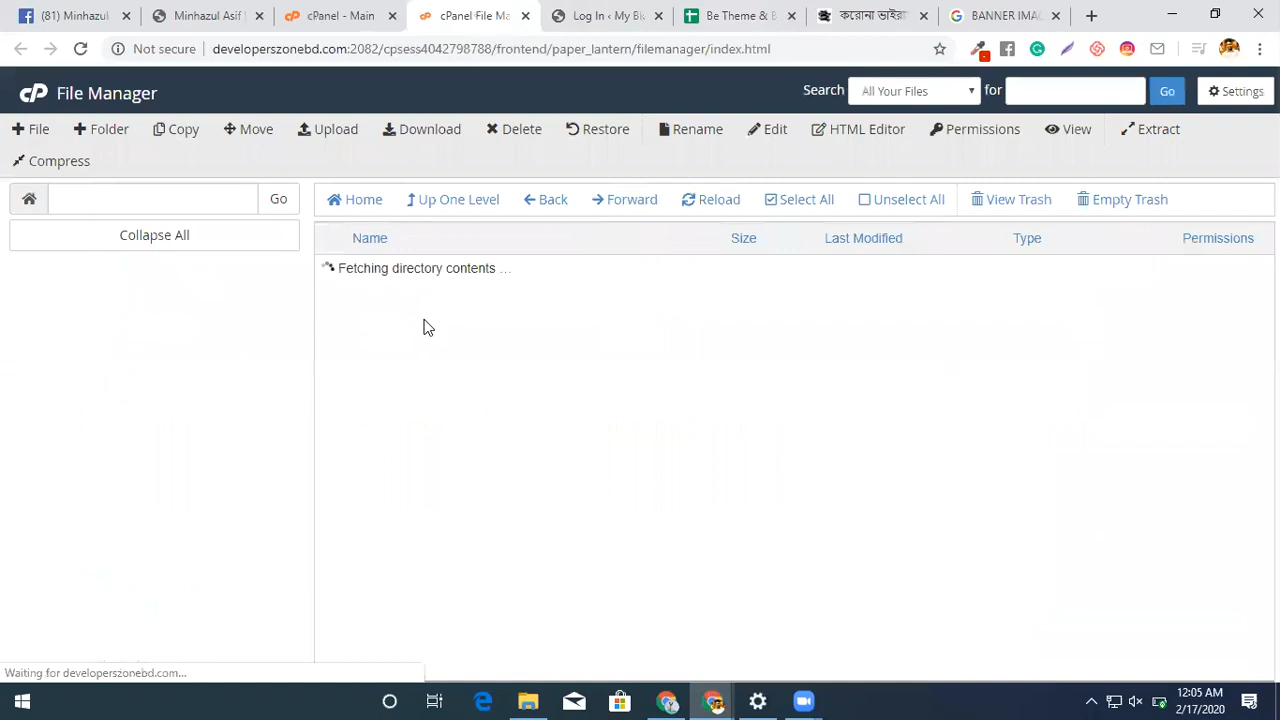 (81) Minhazul
Minhazul Asif
cPanel - Main
cPanel File Ma
Log In ‹ My Bl
Be Theme & B
করোনা ভাইরা
BANNER IMA
Not secure
developerszonebd.com:2082/cpsess4042798788/frontend/paper_lantern/filemanager/index.html
cP File Manager
Search All Your Files for Go Settings
File Folder Copy Move Upload Download Delete Restore Rename Edit HTML Editor Permissions View Extract
Compress
Go Home Up One Level Back Forward Reload Select All Unselect All View Trash Empty Trash
Collapse All
Name Size Last Modified Type Permissions
Fetching directory contents ...
Waiting for developerszonebd.com...
12:05 AM
2/17/2020